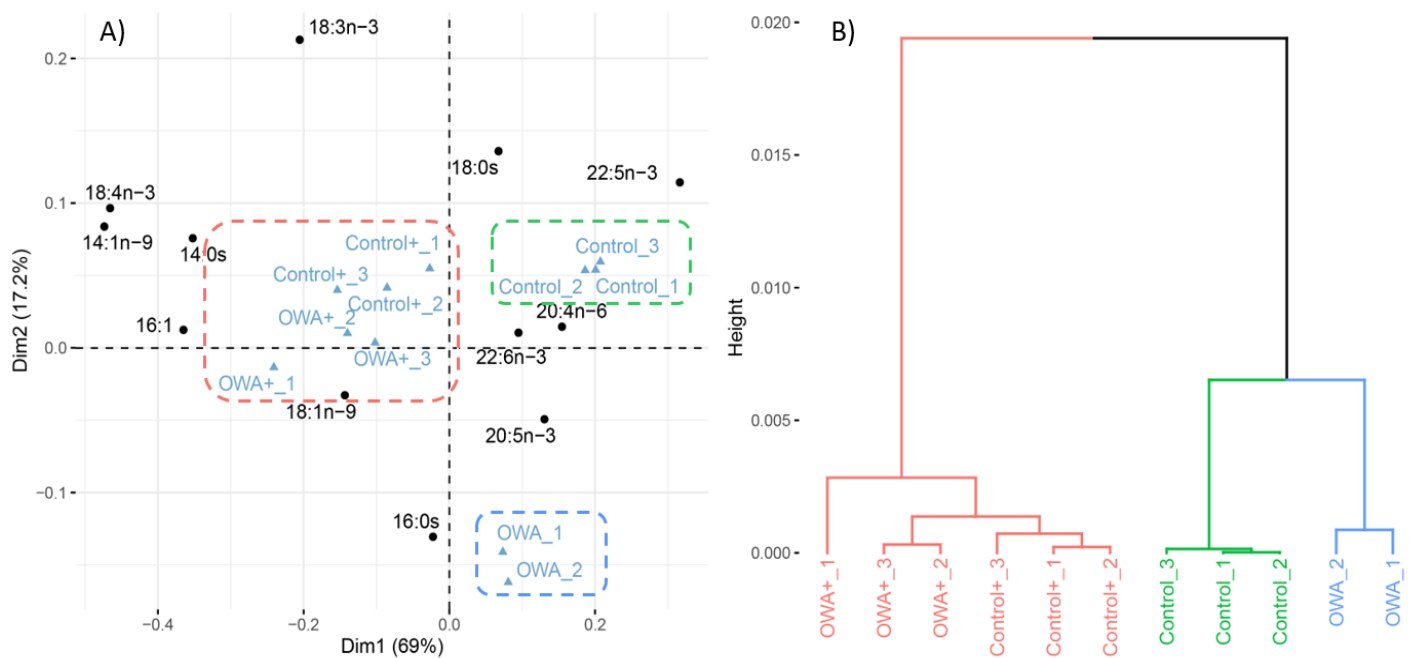 A)
18:3n−3
0.2
18:0s
22:5n−3
18:4n−3
0.1
14:1n−9
14:0s
Control+_1
Control_3
Control+_3
Control_2
Control_1
Control+_2
20:4n−6
OWA+_2
16:1
0.0
OWA+_3
22:6n−3
OWA+_1
18:1n−9
20:5n−3
−0.1
16:0s
OWA_1
OWA_2
−0.4
−0.2
0.0
0.2
Dim1 (69%)
Dim2 (17.2%)
B)
0.020
0.015
0.010
0.005
0.000
Height
OWA+_1
OWA+_3
OWA+_2
Control+_3
Control+_1
Control+_2
Control_3
Control_1
Control_2
OWA_2
OWA_1